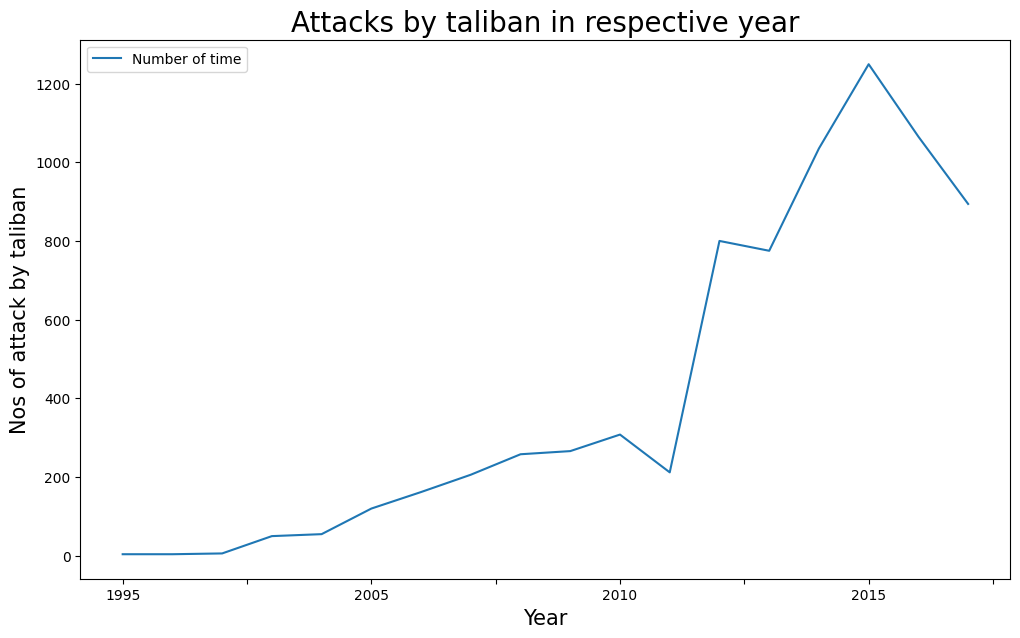 Attacks by taliban in respective year
Number of time
Nos of attack by taliban
1200
1000
800
600
400
200
0
1995
2005
2010
2015
Year